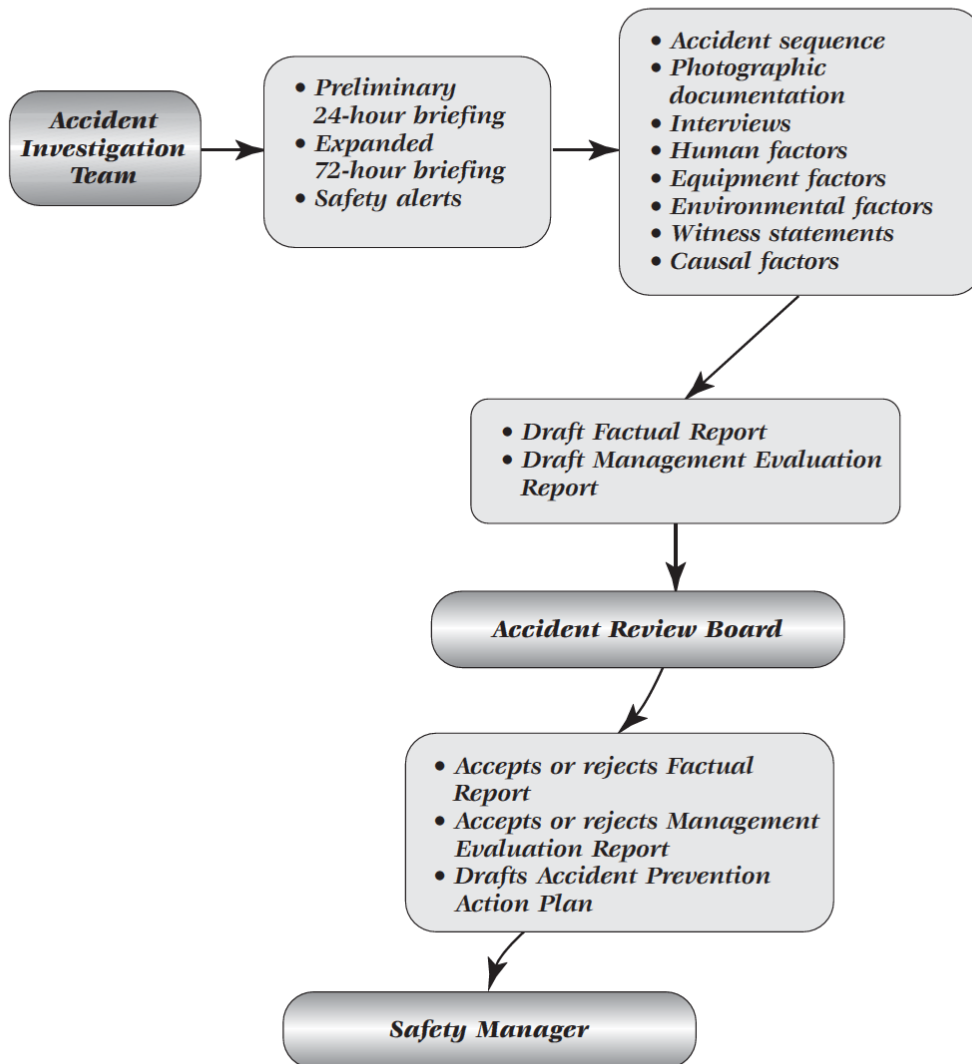 Accident
Investigation
Team
• Preliminary
24-hour briefing
• Expanded
72-hour briefing
• Safety alerts
• Accident sequence
• Photographic
documentation
• Interviews
• Human factors
• Equipment factors
• Environmental factors
• Witness statements
• Causal factors
• Draft Factual Report
• Draft Management Evaluation
Report
Accident Review Board
• Accepts or rejects Factual
Report
• Accepts or rejects Management
Evaluation Report
• Drafts Accident Prevention
Action Plan
Safety Manager